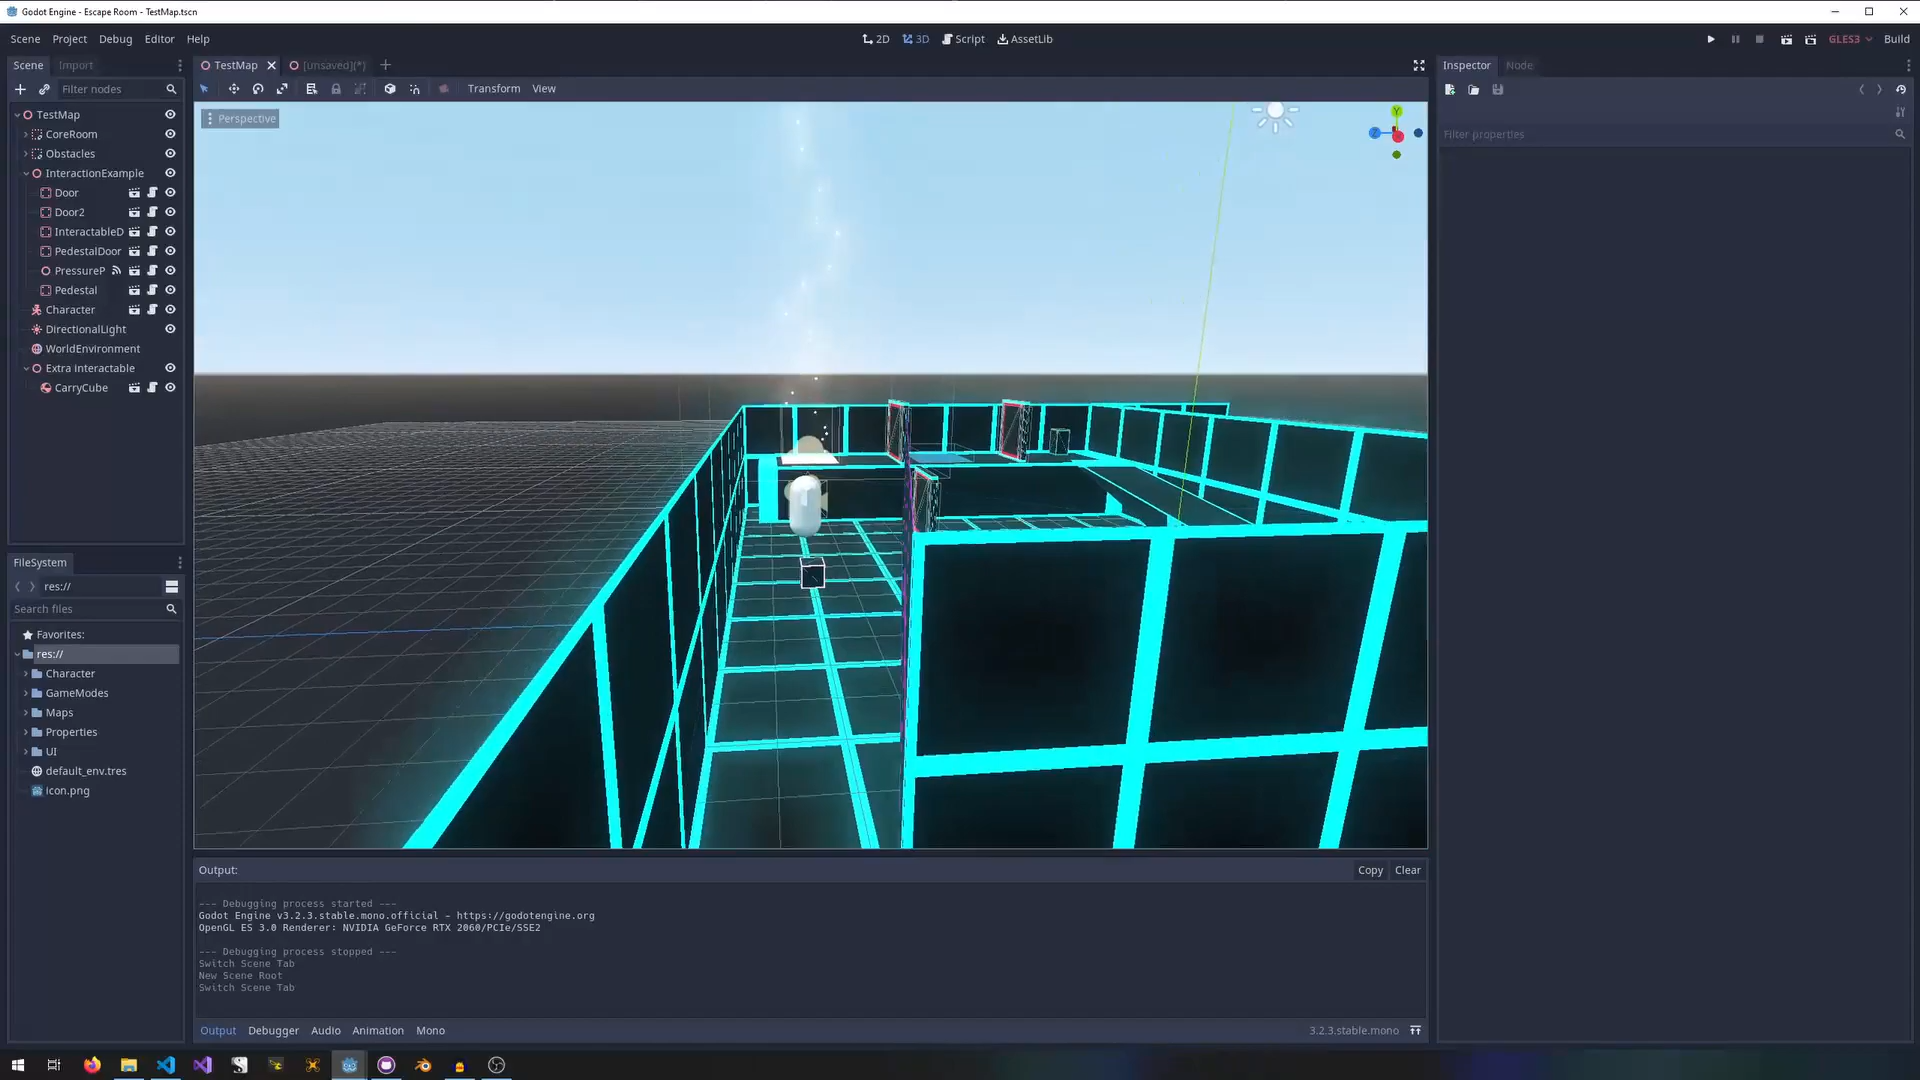 Godot Engine - Escape Room - TestMap.tscn
Scene Project Debug Editor Help
2D 3D Script AssetLib
GLES3 Build
Scene Import
TestMap [unsaved](*)
Inspector Node
Filter nodes
Transform View
Perspective
Y
Z
Filter properties
TestMap
CoreRoom
Obstacles
InteractionExample
Door
Door2
InteractableD
PedestalDoor
PressureP
Pedestal
Character
DirectionalLight
WorldEnvironment
Extra interactable
CarryCube
FileSystem
res://
Search files
Favorites:
res://
Character
GameModes
Maps
Properties
UI
default_env.tres
icon.png
Output:
Copy Clear
--- Debugging process started ---
Godot Engine v3.2.3.stable.mono.official - https://godotengine.org
OpenGL ES 3.0 Renderer: NVIDIA GeForce RTX 2060/PCIe/SSE2
--- Debugging process stopped ---
Switch Scene Tab
New Scene Root
Switch Scene Tab
Output Debugger Audio Animation Mono
3.2.3.stable.mono